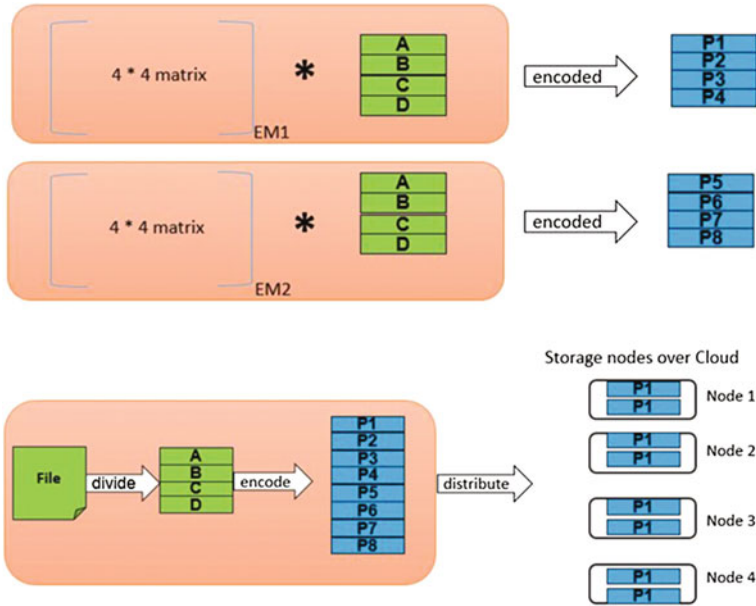 4 * 4 matrix
*
A
B
C
D
EM1
encoded
P1
P2
P3
P4
4 * 4 matrix
*
A
B
C
D
EM2
encoded
P5
P6
P7
P8
Storage nodes over Cloud
File
divide
A
B
C
D
encode
P1
P2
P3
P4
P5
P6
P7
P8
distribute
P1
P1
Node 1
P1
P1
Node 2
P1
P1
Node 3
P1
P1
Node 4